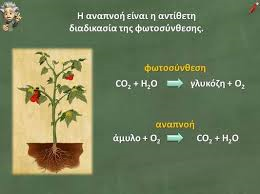 Η αναπνοή είναι η αντίθετη
διαδικασία της φωτοσύνθεσης.
φωτοσύνθεση
CO₂ + H₂O → γλυκόζη + O₂
αναπνοή
άμυλο + O₂ → CO₂ + H₂O